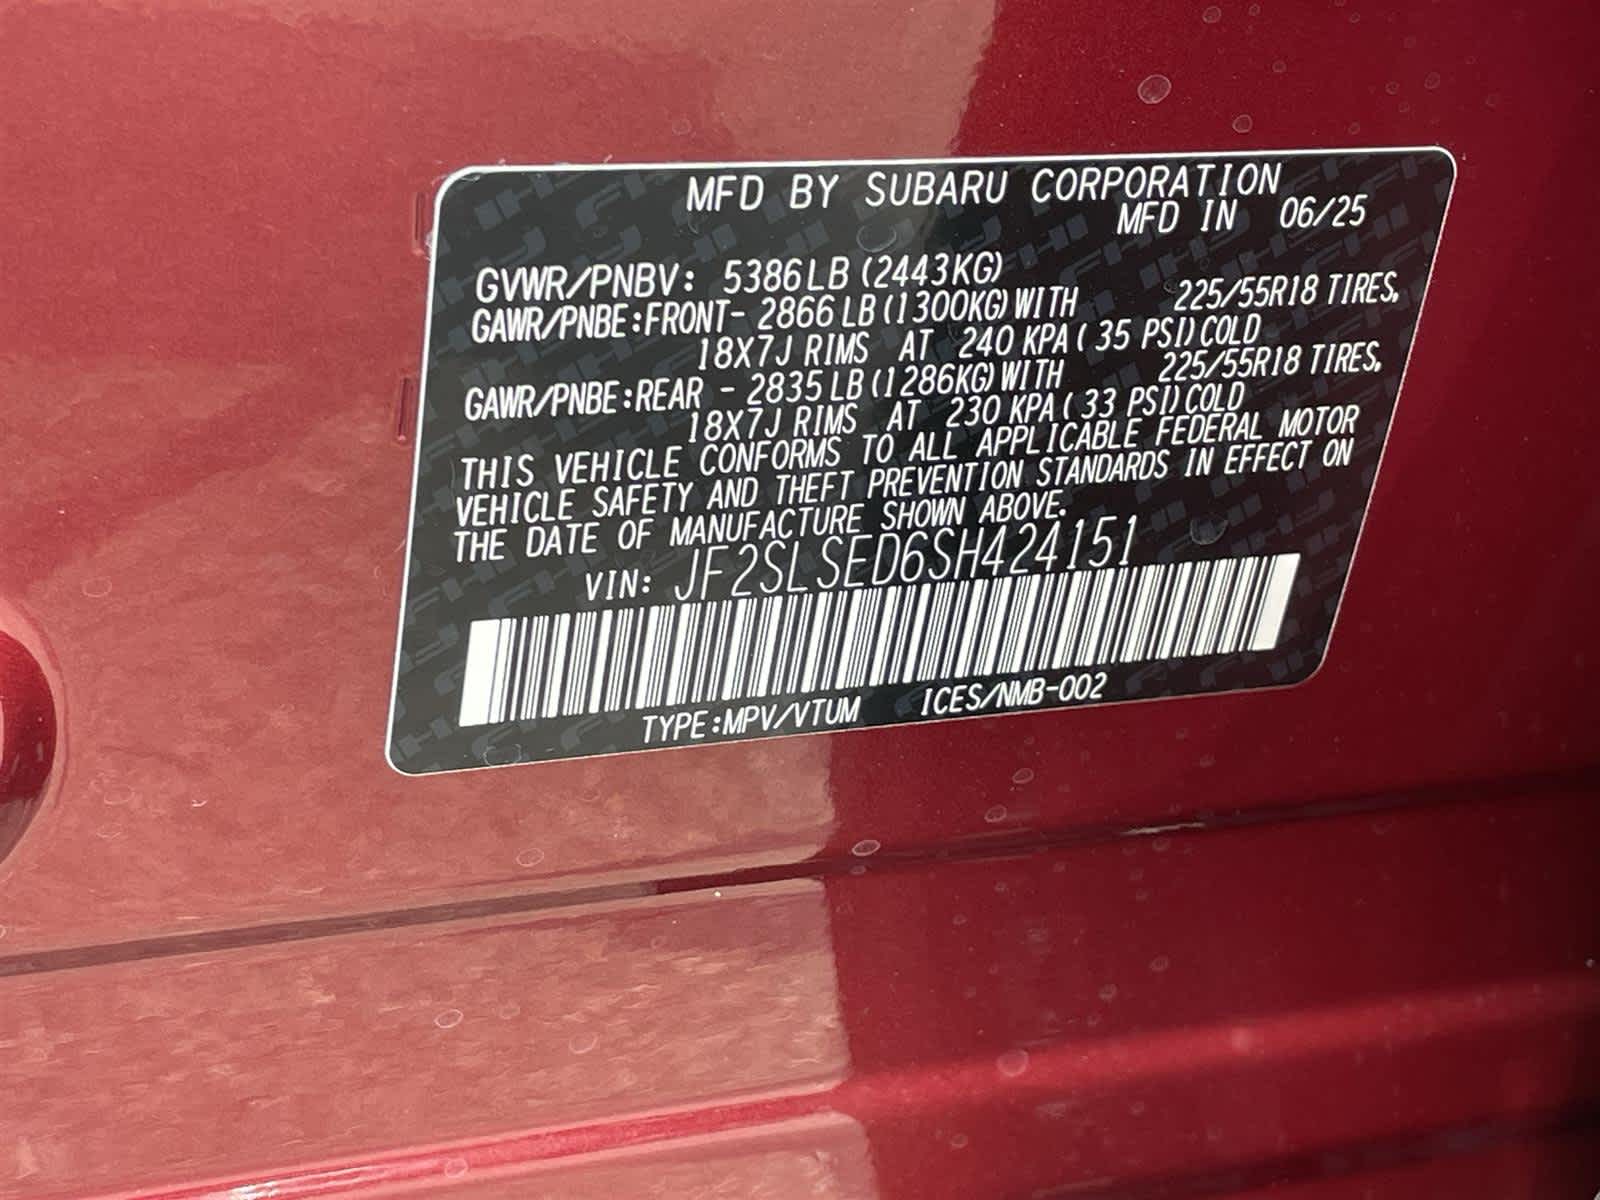 MFD BY SUBARU CORPORATION
MFD IN 06/25
GVWR/PNBV: 5386LB (2443KG)
GAWR/PNBE:FRONT- 2866 LB (1300KG) WITH 225/55R18 TIRES,
18X7J RIMS AT 240 KPA ( 35 PSI) COLD
GAWR/PNBE:REAR - 2835 LB (1286KG) WITH 225/55R18 TIRES,
18X7J RIMS AT 230 KPA ( 33 PSI) COLD
THIS VEHICLE CONFORMS TO ALL APPLICABLE FEDERAL MOTOR
VEHICLE SAFETY AND THEFT PREVENTION STANDARDS IN EFFECT ON
THE DATE OF MANUFACTURE SHOWN ABOVE.
VIN: JF2SLSED6SH424151
TYPE:MPV/VTUM ICES/NMB-002